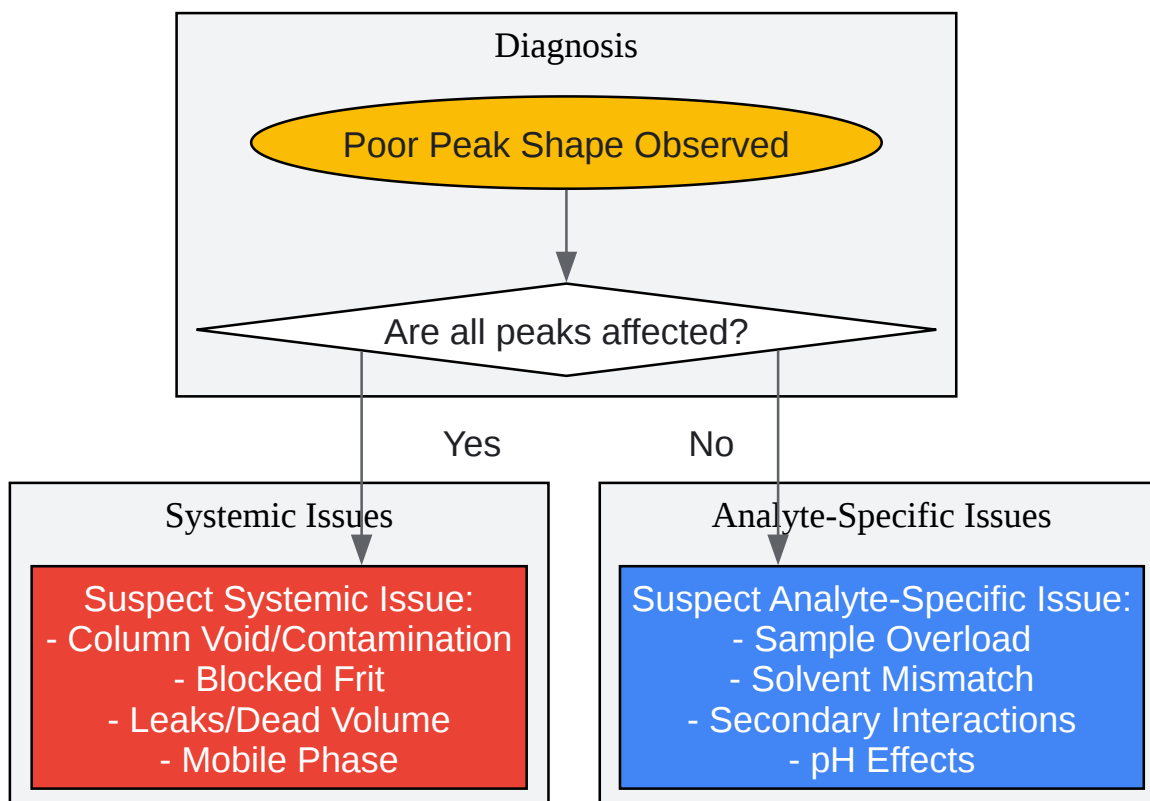 Diagnosis
Poor Peak Shape Observed
Are all peaks affected?
Yes
No
Systemic Issues
Suspect Systemic Issue:
- Column Void/Contamination
- Blocked Frit
- Leaks/Dead Volume
- Mobile Phase
Analyte-Specific Issues
Suspect Analyte-Specific Issue:
- Sample Overload
- Solvent Mismatch
- Secondary Interactions
- pH Effects